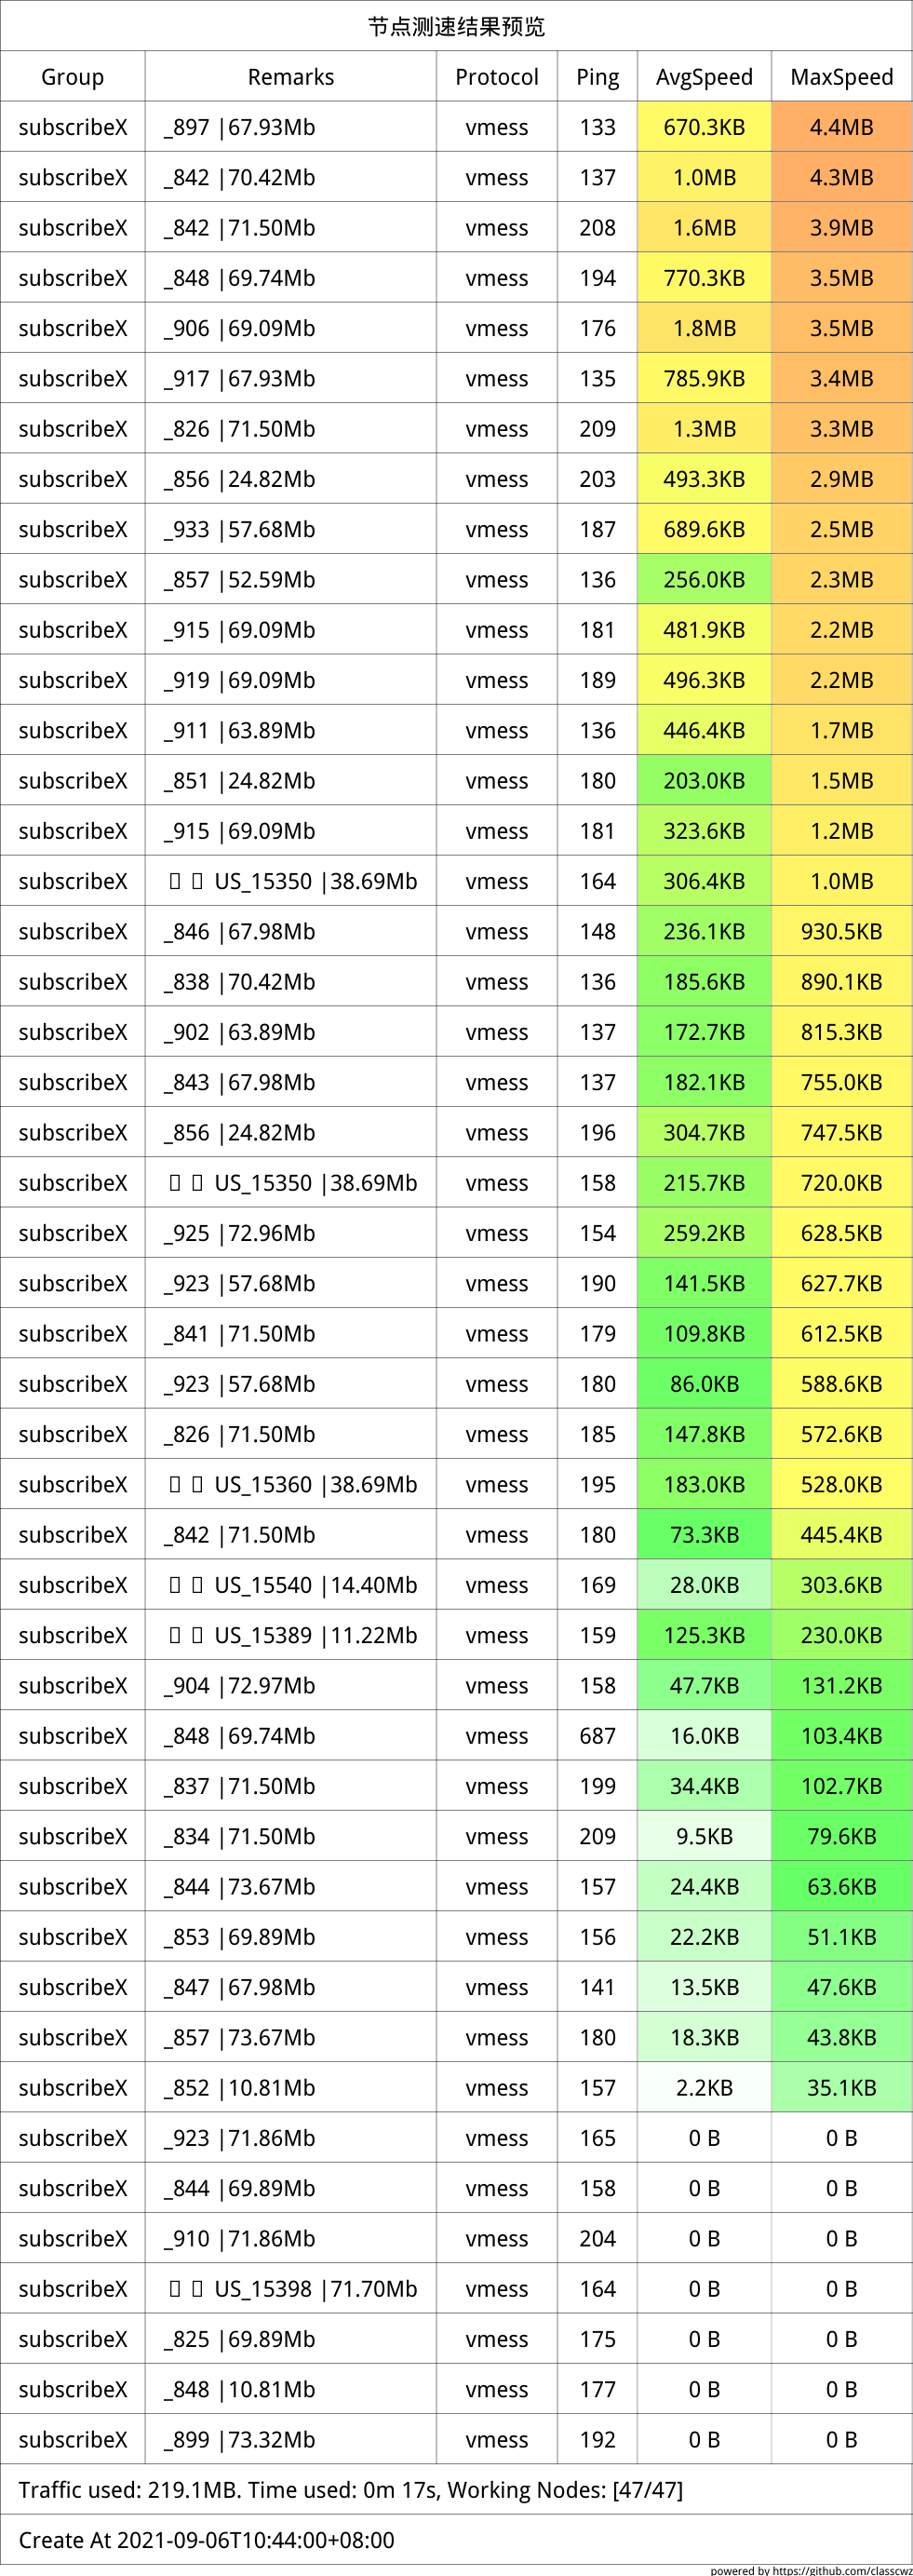 节点测速结果预览
Group Remarks Protocol Ping AvgSpeed MaxSpeed
subscribeX _897 |67.93Mb vmess 133 670.3KB 4.4MB
subscribeX _842 |70.42Mb vmess 137 1.0MB 4.3MB
subscribeX _842 |71.50Mb vmess 208 1.6MB 3.9MB
subscribeX _848 |69.74Mb vmess 194 770.3KB 3.5MB
subscribeX _906 |69.09Mb vmess 176 1.8MB 3.5MB
subscribeX _917 |67.93Mb vmess 135 785.9KB 3.4MB
subscribeX _826 |71.50Mb vmess 209 1.3MB 3.3MB
subscribeX _856 |24.82Mb vmess 203 493.3KB 2.9MB
subscribeX _933 |57.68Mb vmess 187 689.6KB 2.5MB
subscribeX _857 |52.59Mb vmess 136 256.0KB 2.3MB
subscribeX _915 |69.09Mb vmess 181 481.9KB 2.2MB
subscribeX _919 |69.09Mb vmess 189 496.3KB 2.2MB
subscribeX _911 |63.89Mb vmess 136 446.4KB 1.7MB
subscribeX _851 |24.82Mb vmess 180 203.0KB 1.5MB
subscribeX _915 |69.09Mb vmess 181 323.6KB 1.2MB
subscribeX US_15350 |38.69Mb vmess 164 306.4KB 1.0MB
subscribeX _846 |67.98Mb vmess 148 236.1KB 930.5KB
subscribeX _838 |70.42Mb vmess 136 185.6KB 890.1KB
subscribeX _902 |63.89Mb vmess 137 172.7KB 815.3KB
subscribeX _843 |67.98Mb vmess 137 182.1KB 755.0KB
subscribeX _856 |24.82Mb vmess 196 304.7KB 747.5KB
subscribeX US_15350 |38.69Mb vmess 158 215.7KB 720.0KB
subscribeX _925 |72.96Mb vmess 154 259.2KB 628.5KB
subscribeX _923 |57.68Mb vmess 190 141.5KB 627.7KB
subscribeX _841 |71.50Mb vmess 179 109.8KB 612.5KB
subscribeX _923 |57.68Mb vmess 180 86.0KB 588.6KB
subscribeX _826 |71.50Mb vmess 185 147.8KB 572.6KB
subscribeX US_15360 |38.69Mb vmess 195 183.0KB 528.0KB
subscribeX _842 |71.50Mb vmess 180 73.3KB 445.4KB
subscribeX US_15540 |14.40Mb vmess 169 28.0KB 303.6KB
subscribeX US_15389 |11.22Mb vmess 159 125.3KB 230.0KB
subscribeX _904 |72.97Mb vmess 158 47.7KB 131.2KB
subscribeX _848 |69.74Mb vmess 687 16.0KB 103.4KB
subscribeX _837 |71.50Mb vmess 199 34.4KB 102.7KB
subscribeX _834 |71.50Mb vmess 209 9.5KB 79.6KB
subscribeX _844 |73.67Mb vmess 157 24.4KB 63.6KB
subscribeX _853 |69.89Mb vmess 156 22.2KB 51.1KB
subscribeX _847 |67.98Mb vmess 141 13.5KB 47.6KB
subscribeX _857 |73.67Mb vmess 180 18.3KB 43.8KB
subscribeX _852 |10.81Mb vmess 157 2.2KB 35.1KB
subscribeX _923 |71.86Mb vmess 165 0 B 0 B
subscribeX _844 |69.89Mb vmess 158 0 B 0 B
subscribeX _910 |71.86Mb vmess 204 0 B 0 B
subscribeX US_15398 |71.70Mb vmess 164 0 B 0 B
subscribeX _825 |69.89Mb vmess 175 0 B 0 B
subscribeX _848 |10.81Mb vmess 177 0 B 0 B
subscribeX _899 |73.32Mb vmess 192 0 B 0 B
Traffic used: 219.1MB. Time used: 0m 17s, Working Nodes: [47/47]
Create At 2021-09-06T10:44:00+08:00
powered by https://github.com/classcwz